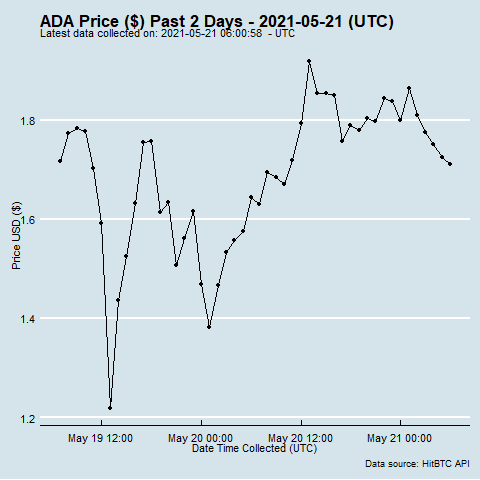 ADA Price ($) Past 2 Days - 2021-05-21 (UTC)
Latest data collected on: 2021-05-21 06:00:58  - UTC
Price USD ($)
1.8
1.6
1.4
1.2
May 19 12:00
May 20 00:00
May 20 12:00
May 21 00:00
Date Time Collected (UTC)
Data source: HitBTC API